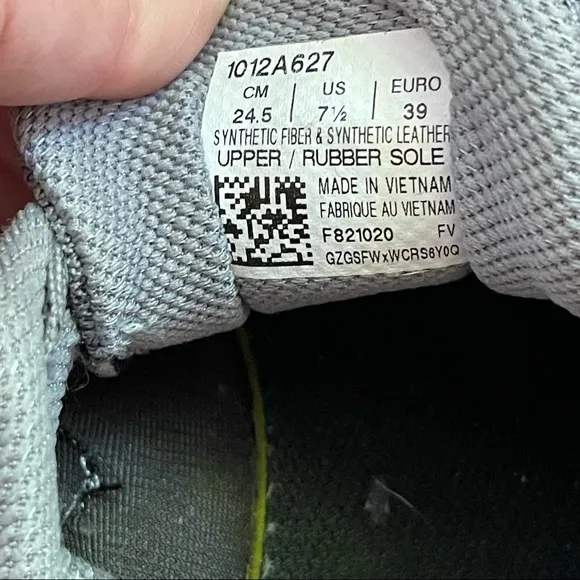 1012A627
CM | US | EURO
24.5 | 7½ | 39
SYNTHETIC FIBER & SYNTHETIC LEATHER
UPPER / RUBBER SOLE
MADE IN VIETNAM
FABRIQUE AU VIETNAM
F821020 FV
GZGSFWxWCRS6Y0Q